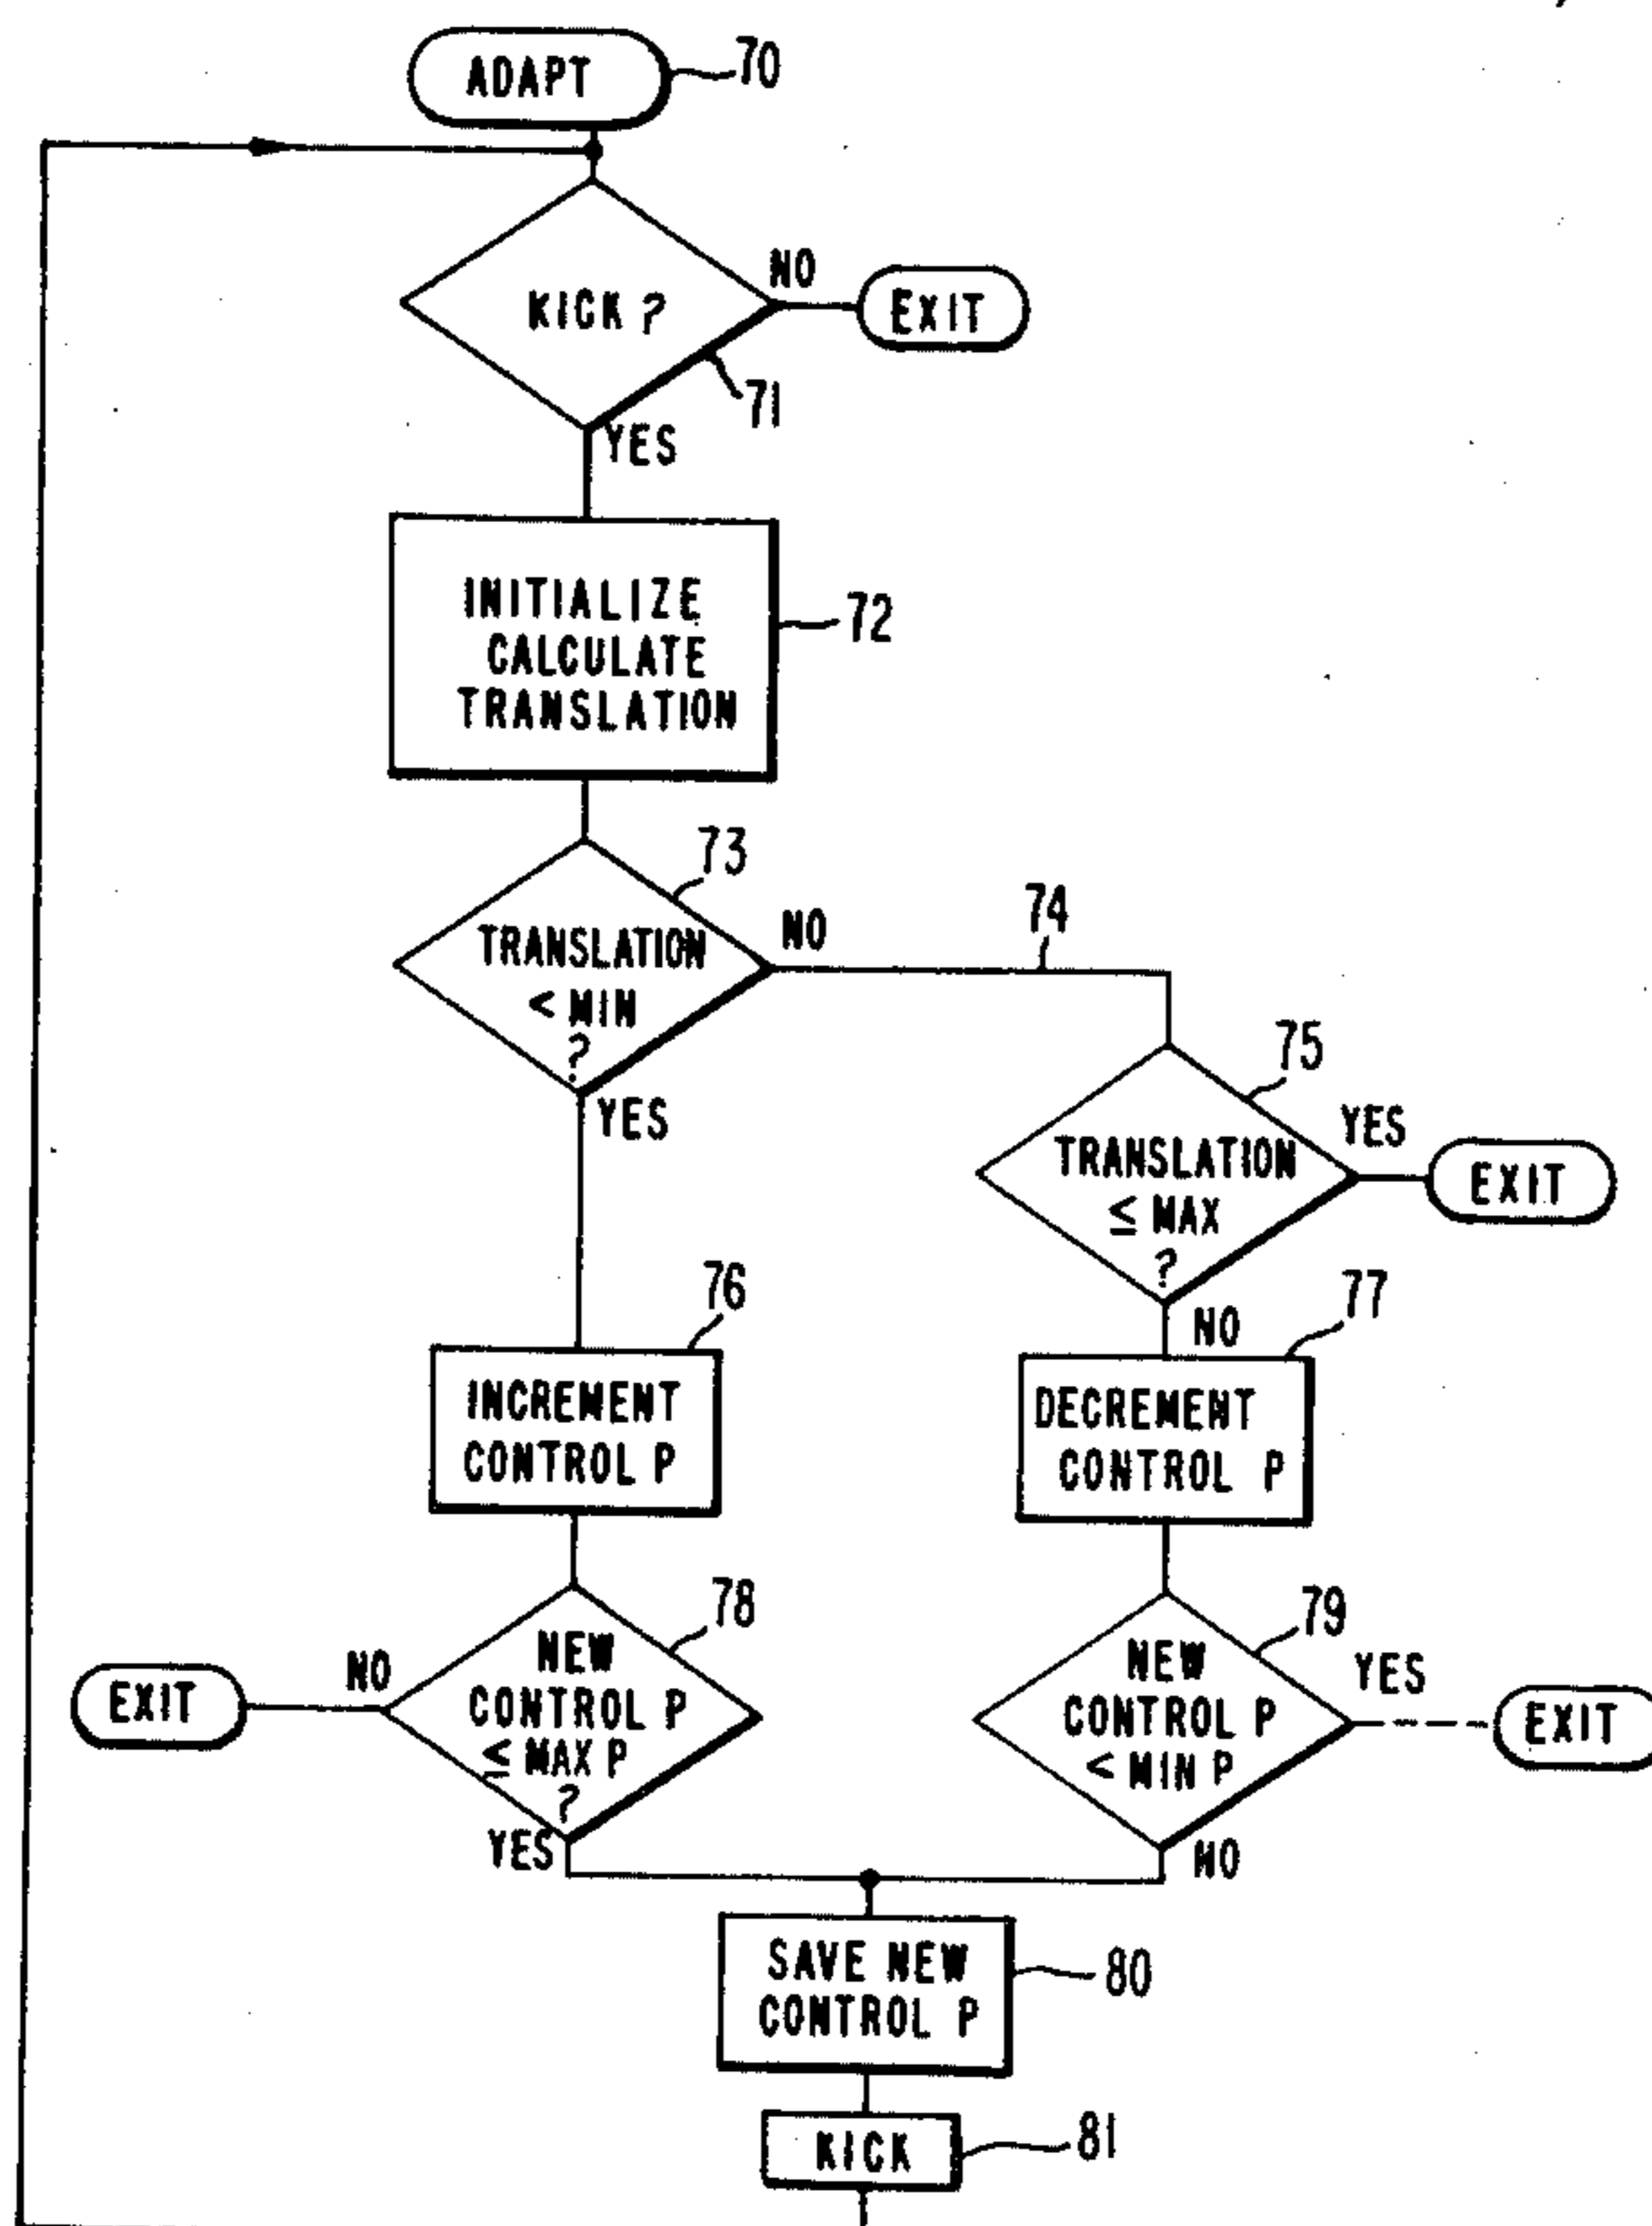 ADAPT
70
KICK ?
NO
EXIT
71
YES
INITIALIZE
CALCULATE
TRANSLATION
72
73
TRANSLATION
< MIN
?
NO
74
YES
75
TRANSLATION
≤ MAX
?
YES
EXIT
NO
76
INCREMENT
CONTROL P
77
DECREMENT
CONTROL P
78
NEW
CONTROL P
≤ MAX P
?
NO
EXIT
YES
79
NEW
CONTROL P
< MIN P
YES
EXIT
NO
SAVE NEW
CONTROL P
80
KICK
81